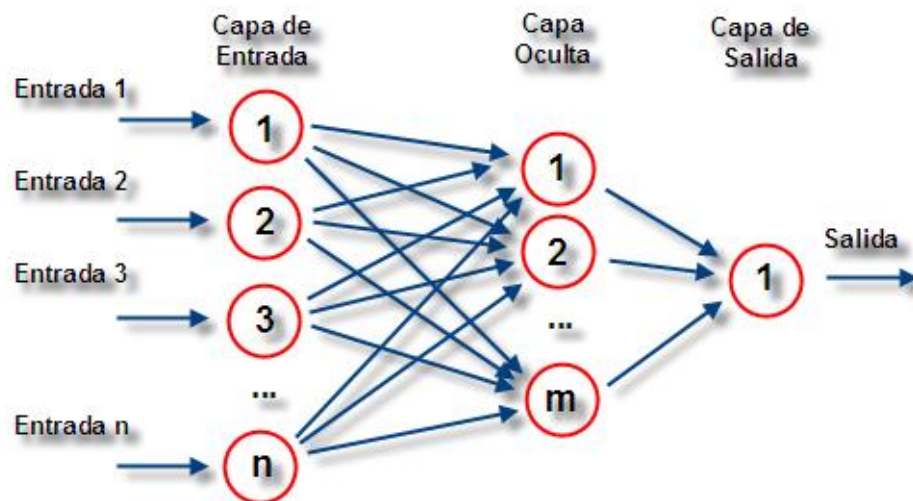 Capa de
Entrada
Capa
Oculta
Capa de
Salida
Entrada 1
1
Entrada 2
2
Entrada 3
3
...
Entrada n
n
1
2
...
m
1
Salida